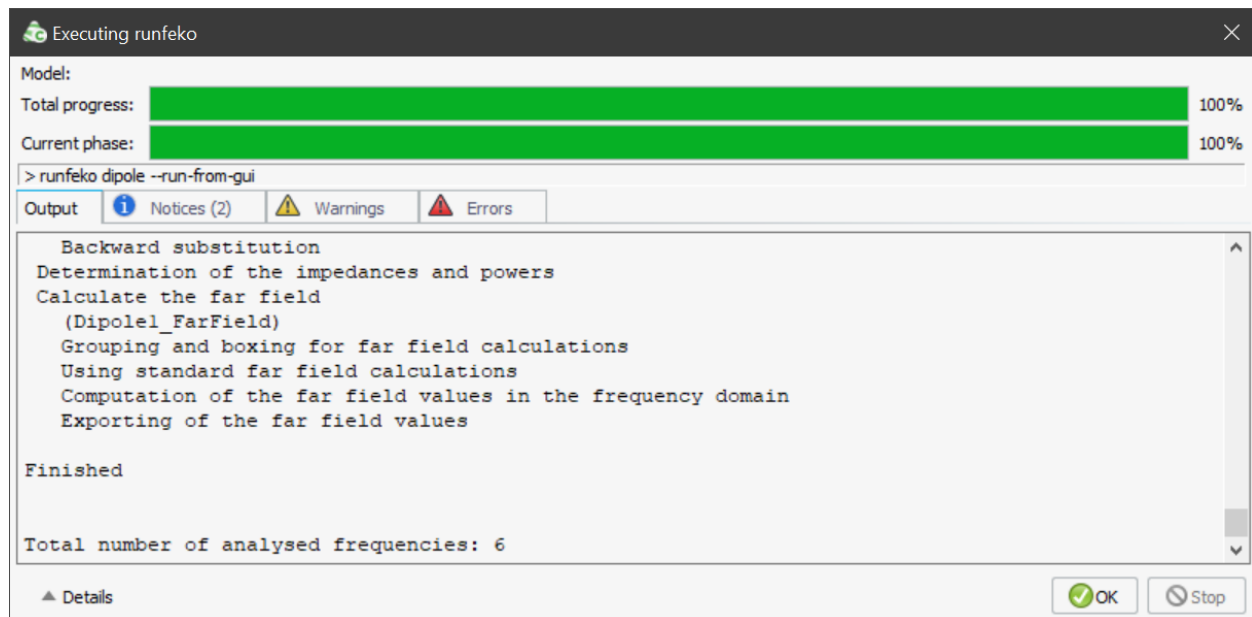 Executing runfeko
Model:
Total progress: 100%
Current phase: 100%
> runfeko dipole --run-from-gui
Output Notices (2) Warnings Errors
Backward substitution
Determination of the impedances and powers
Calculate the far field
(Dipole1_FarField)
Grouping and boxing for far field calculations
Using standard far field calculations
Computation of the far field values in the frequency domain
Exporting of the far field values
Finished
Total number of analysed frequencies: 6
Details OK Stop